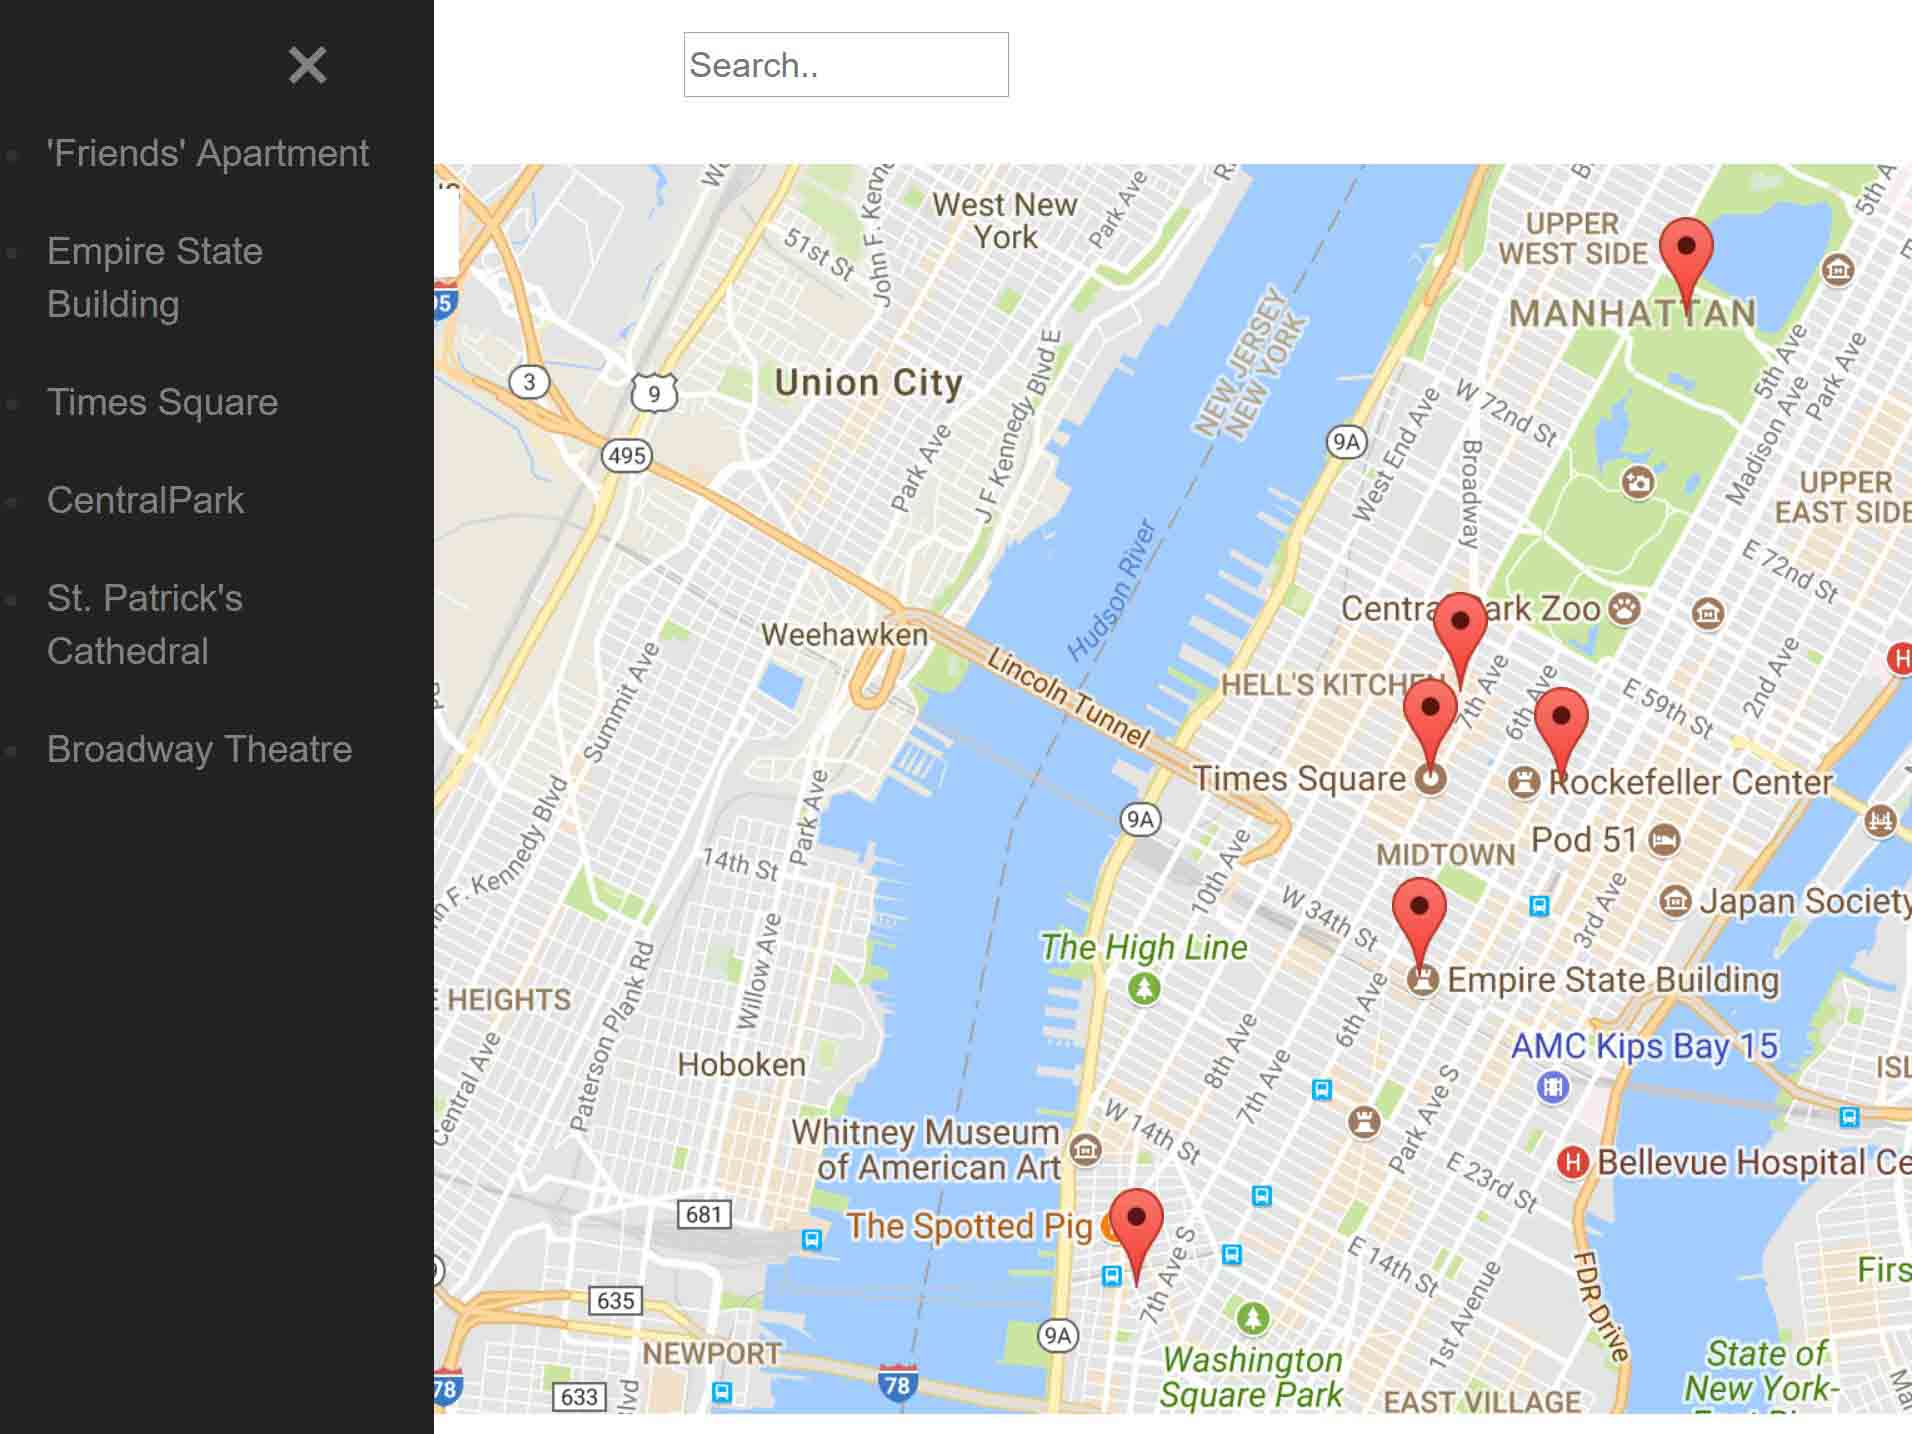 ×
'Friends' Apartment
Empire State
Building
Times Square
CentralPark
St. Patrick's
Cathedral
Broadway Theatre
Search..
West New
York
Park Ave
51st St
John F. Kenne
5th A
UPPER
WEST SIDE
MANHATTAN
95
3
9
Union City
NEW JERSEY
NEW YORK
5th Ave
Park Ave
Madison Ave
W 72nd St
495
Park Ave
J F Kennedy Blvd E
9A
West End Ave
Broadway
UPPER
EAST SIDE
E 72nd St
Hudson River
Weehawken
Lincoln Tunnel
Summit Ave
Central Park Zoo
HELL'S KITCHEN
7th Ave
6th Ave
E 59th St
2nd Ave
H
Times Square
Rockefeller Center
n F. Kennedy Blvd
Park Ave
14th St
9A
10th Ave
MIDTOWN
Pod 51
3rd Ave
Japan Society
W 34th St
The High Line
Empire State Building
E HEIGHTS
Paterson Plank Rd
Willow Ave
6th Ave
Central Ave
Hoboken
8th Ave
7th Ave
AMC Kips Bay 15
ISL
Park Ave S
Whitney Museum
of American Art
W 14th St
E 23rd St
H
Bellevue Hospital Ce
681
The Spotted Pig
7th Ave S
E 14th St
1st Avenue
FDR Drive
Firs
635
9A
NEWPORT
78
78
633
lvd
Washington
Square Park
EAST VILLAGE
State of
New York-